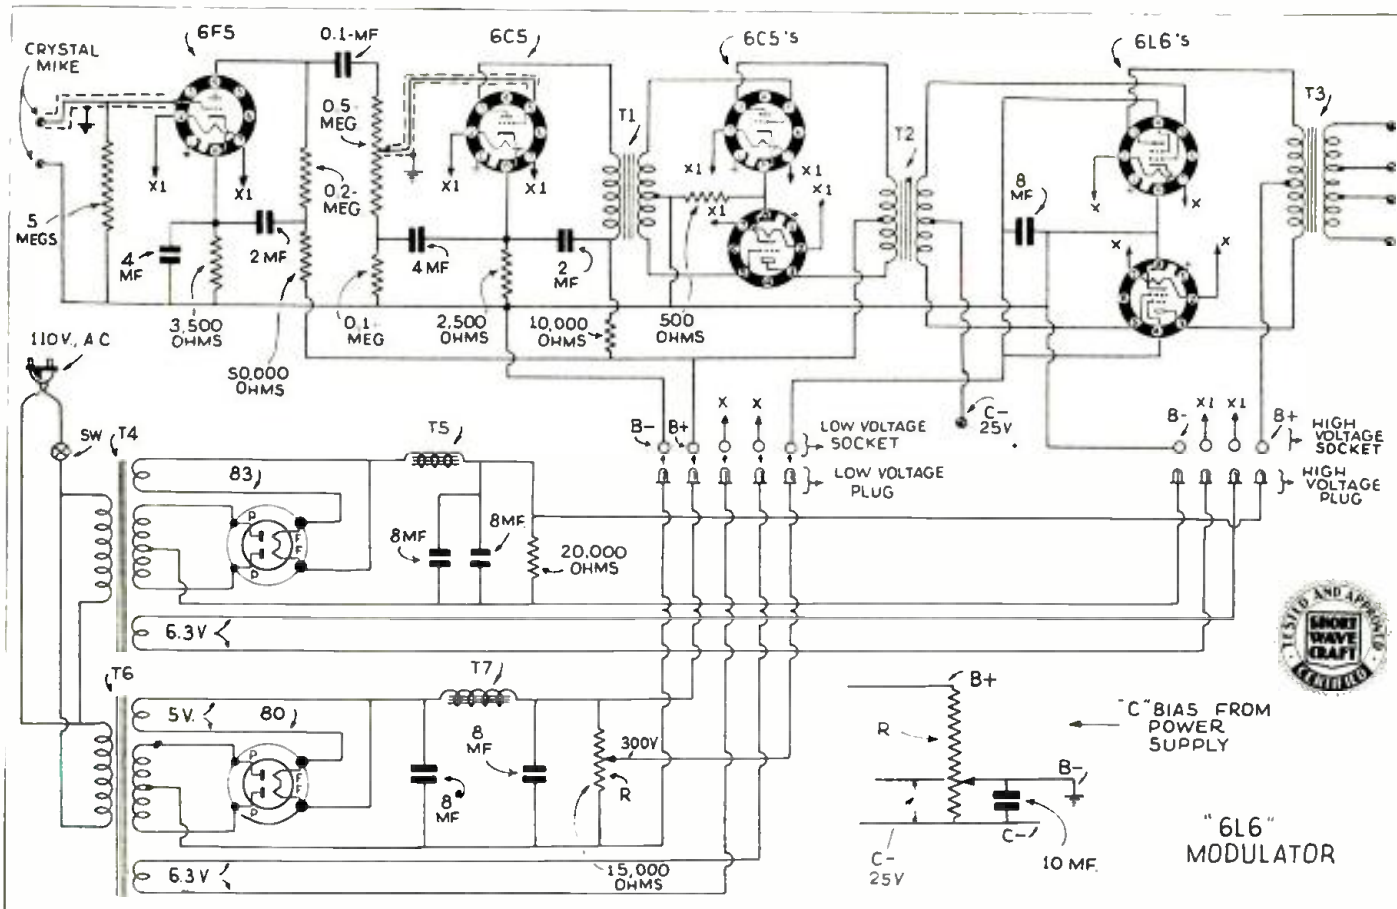 CRYSTAL
MIKE
6F5
0.1-MF
6C5
6C5's
6L6's
T3
0.5-
MEG
T1
T2
X1
X1
0.2-
MEG
X1
X1
X1
X1
X1
X1
8
MF
X
X
X
X
5
MEGS
4
MF
2 MF
4 MF
2
MF
3,500
OHMS
50,000
OHMS
0.1-
MEG
2,500
OHMS
10,000
OHMS
500
OHMS
110V., A C
SW
T4
83
T5
B-
B+
X
X
LOW VOLTAGE
SOCKET
LOW VOLTAGE
PLUG
C-
25V
B-
X1
X1
B+
HIGH
VOLTAGE
SOCKET
HIGH
VOLTAGE
PLUG
P
F
F
P
8MF
8MF.
20,000
OHMS
6.3V
T6
T7
5V.
80
P
F
F
P
8
MF
8
MF
300V
R
6.3V
15,000
OHMS
B+
R
"C" BIAS FROM
POWER
SUPPLY
B-
C-
C-
25V
10 MF.
TESTED AND APPROVED
SHORT
WAVE
CRAFT
CERTIFIED
"6L6"
MODULATOR